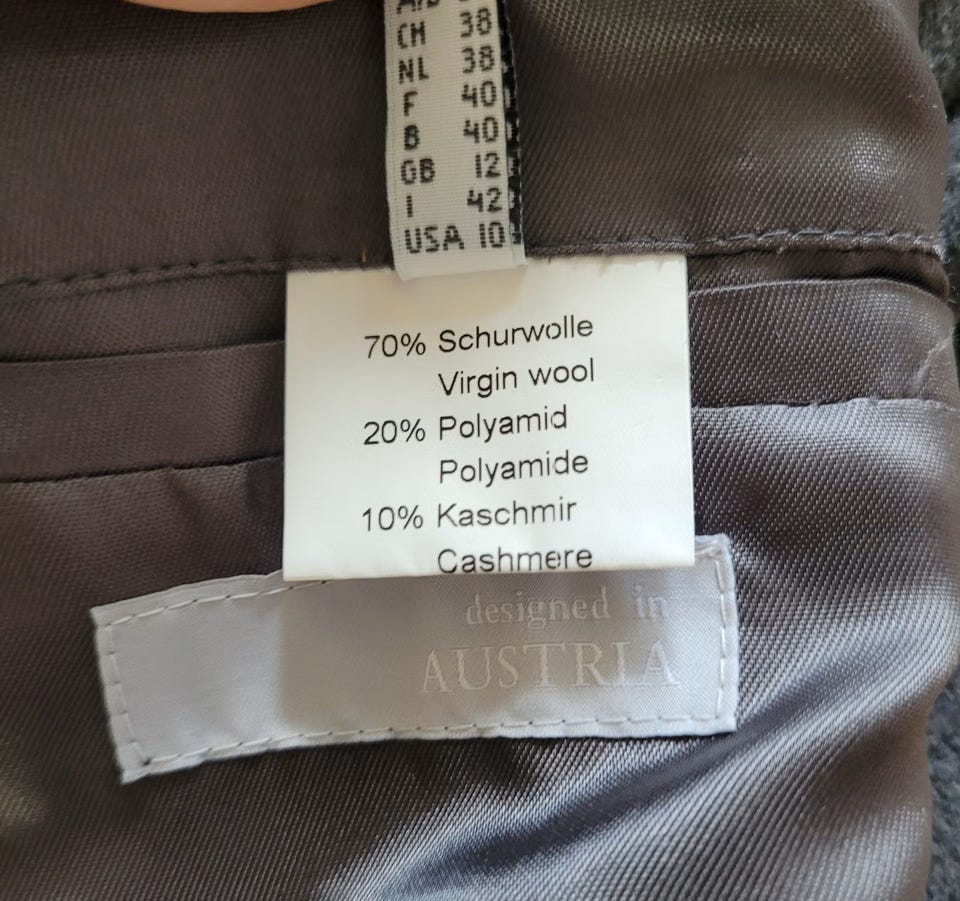 CH 38
NL 38
F 40
B 40
GB 12
I 42
USA 10
70% Schurwolle
Virgin wool
20% Polyamid
Polyamide
10% Kaschmir
Cashmere
designed in
AUSTRIA